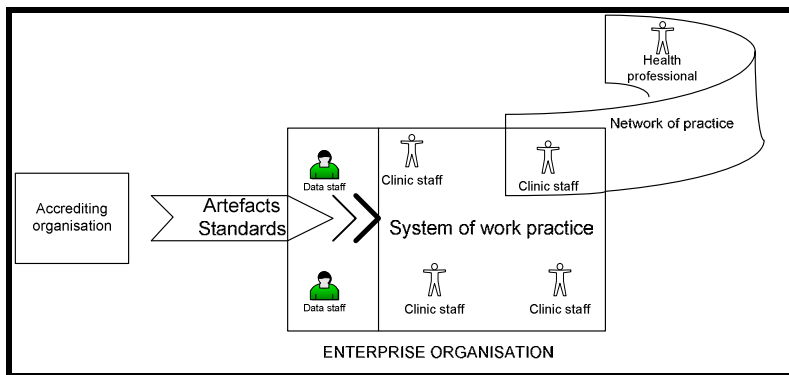 Health
professional
Network of practice
Data staff
Clinic staff
Clinic staff
Accrediting
organisation
Artefacts
Standards
System of work practice
Data staff
Clinic staff
Clinic staff
ENTERPRISE ORGANISATION